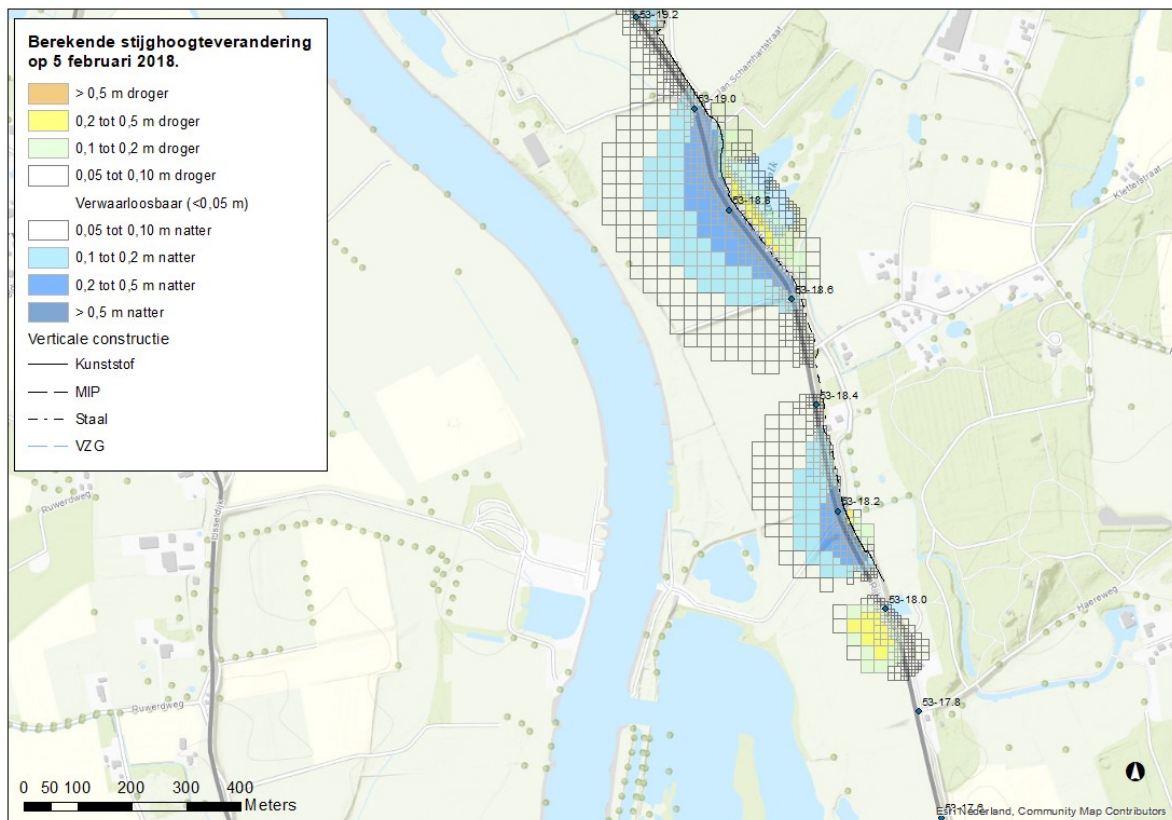 Berekende stijghoogteverandering
op 5 februari 2018.
> 0,5 m droger
0,2 tot 0,5 m droger
0,1 tot 0,2 m droger
0,05 tot 0,10 m droger
Verwaarloosbaar (<0,05 m)
0,05 tot 0,10 m natter
0,1 tot 0,2 m natter
0,2 tot 0,5 m natter
> 0,5 m natter
Verticale constructie
Kunststof
MIP
Staal
VZG
53-19.2
Jan Schamhartstraat
53-19.0
Kletterstraat
53-18.8
53-18.6
53-18.4
53-18.2
53-18.0
Haereweg
53-17.8
Ruwerdweg
IJsseldijk
Ruwerdweg
0 50 100 200 300 400
Meters
Esri Nederland, Community Map Contributors